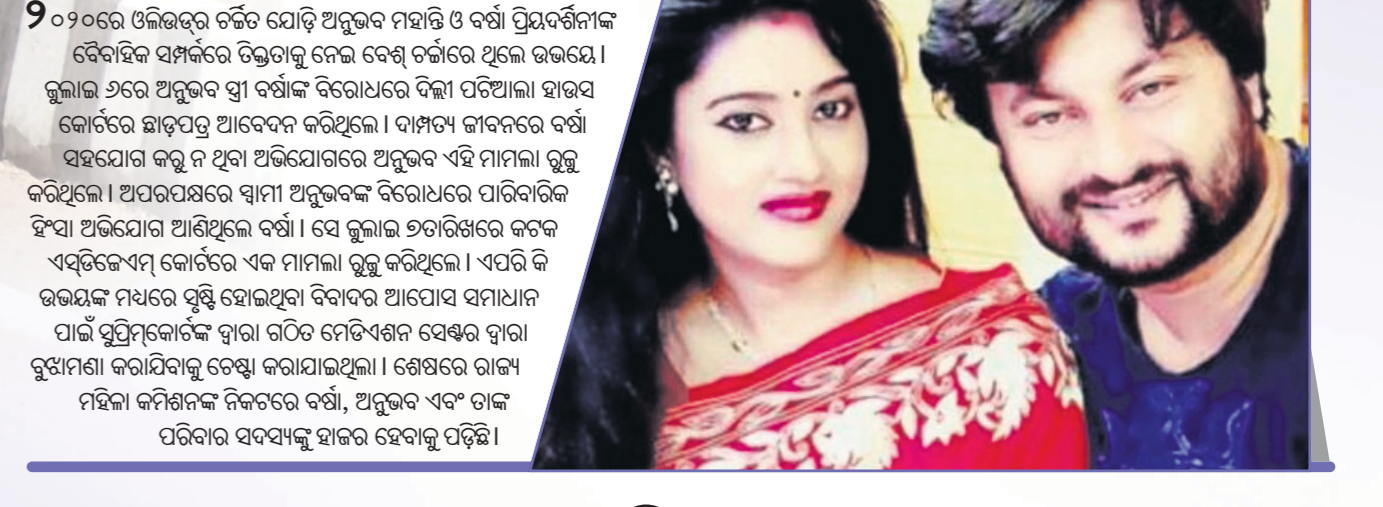 ୨୦୨୦ରେ ଓଲିଉଡ୍‌ର ଚର୍ଚ୍ଚିତ ଯୋଡ଼ି ଅନୁଭବ ମହାନ୍ତି ଓ ବର୍ଷା ପ୍ରିୟଦର୍ଶିନୀଙ୍କ
ବୈବାହିକ ସମ୍ପର୍କରେ ତିକ୍ତତାକୁ ନେଇ ବେଶ୍ ଚର୍ଚ୍ଚାରେ ଥିଲେ ଉଭୟେ ।
ଜୁଲାଇ ୬ରେ ଅନୁଭବ ସ୍ତ୍ରୀ ବର୍ଷାଙ୍କ ବିରୋଧରେ ଦିଲ୍ଲୀ ପଟିଆଲା ହାଉସ
କୋର୍ଟରେ ଛାଡ଼ପତ୍ର ଆବେଦନ କରିଥିଲେ । ଦାମ୍ପତ୍ୟ ଜୀବନରେ ବର୍ଷା
ସହଯୋଗ କରୁ ନ ଥିବା ଅଭିଯୋଗରେ ଅନୁଭବ ଏହି ମାମଲା ରୁଜୁ
କରିଥିଲେ । ଅପରପକ୍ଷରେ ସ୍ୱାମୀ ଅନୁଭବଙ୍କ ବିରୋଧରେ ପାରିବାରିକ
ହିଂସା ଅଭିଯୋଗ ଆଣିଥିଲେ ବର୍ଷା । ସେ ଜୁଲାଇ ୭ତାରିଖରେ କଟକ
ଏସ୍‌ଡିଜେଏମ୍ କୋର୍ଟରେ ଏକ ମାମଲା ରୁଜୁ କରିଥିଲେ । ଏପରି କି
ଉଭୟଙ୍କ ମଧ୍ୟରେ ସୃଷ୍ଟି ହୋଇଥିବା ବିବାଦର ଆପୋସ ସମାଧାନ
ପାଇଁ ସୁପ୍ରିମ୍‌କୋର୍ଟଙ୍କ ଦ୍ୱାରା ଗଠିତ ମେଡିଏଶନ ସେଣ୍ଟର ଦ୍ୱାରା
ବୁଝାମଣା କରାଯିବାକୁ ଚେଷ୍ଟା କରାଯାଇଥିଲା । ଶେଷରେ ରାଜ୍ୟ
ମହିଳା କମିଶନଙ୍କ ନିକଟରେ ବର୍ଷା, ଅନୁଭବ ଏବଂ ତାଙ୍କ
ପରିବାର ସଦସ୍ୟଙ୍କୁ ହାଜର ହେବାକୁ ପଡ଼ିଛି ।